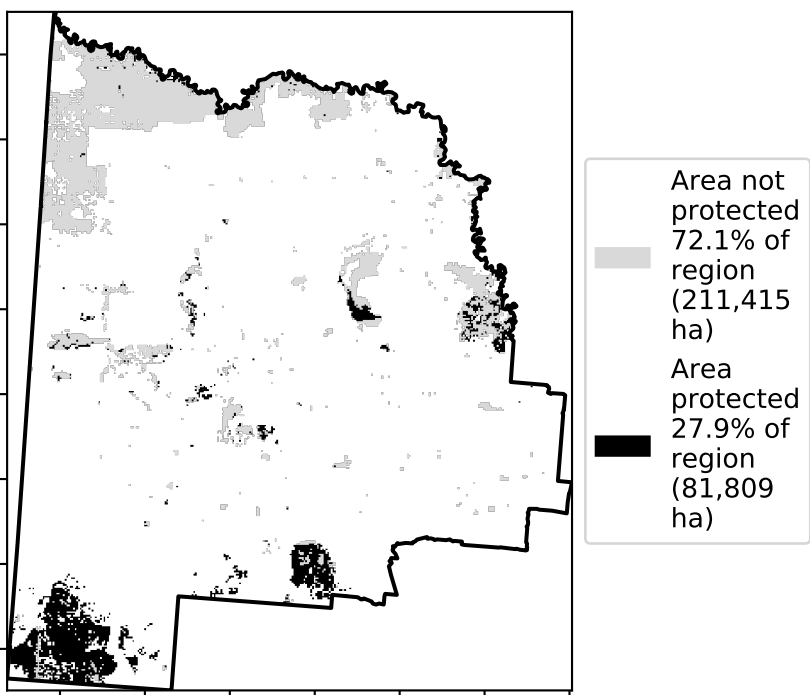 Area not
protected
72.1% of
region
(211,415
ha)
Area
protected
27.9% of
region
(81,809
ha)